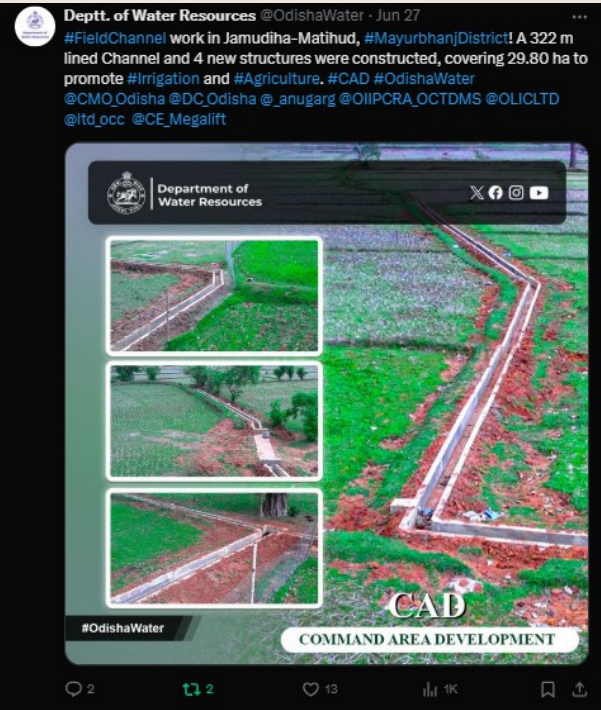 Deptt. of Water Resources @OdishaWater · Jun 27
#FieldChannel work in Jamudiha-Matihud, #MayurbhanjDistrict! A 322 m
lined Channel and 4 new structures were constructed, covering 29.80 ha to
promote #Irrigation and #Agriculture. #CAD #OdishaWater
@CMO_Odisha @DC_Odisha @_anugarg @OIIPCRA_OCTDMS @OLICLTD
@ltd_occ @CE_Megalift
Department of
Water Resources
CAD
#OdishaWater
COMMAND AREA DEVELOPMENT
2 2 13 1K